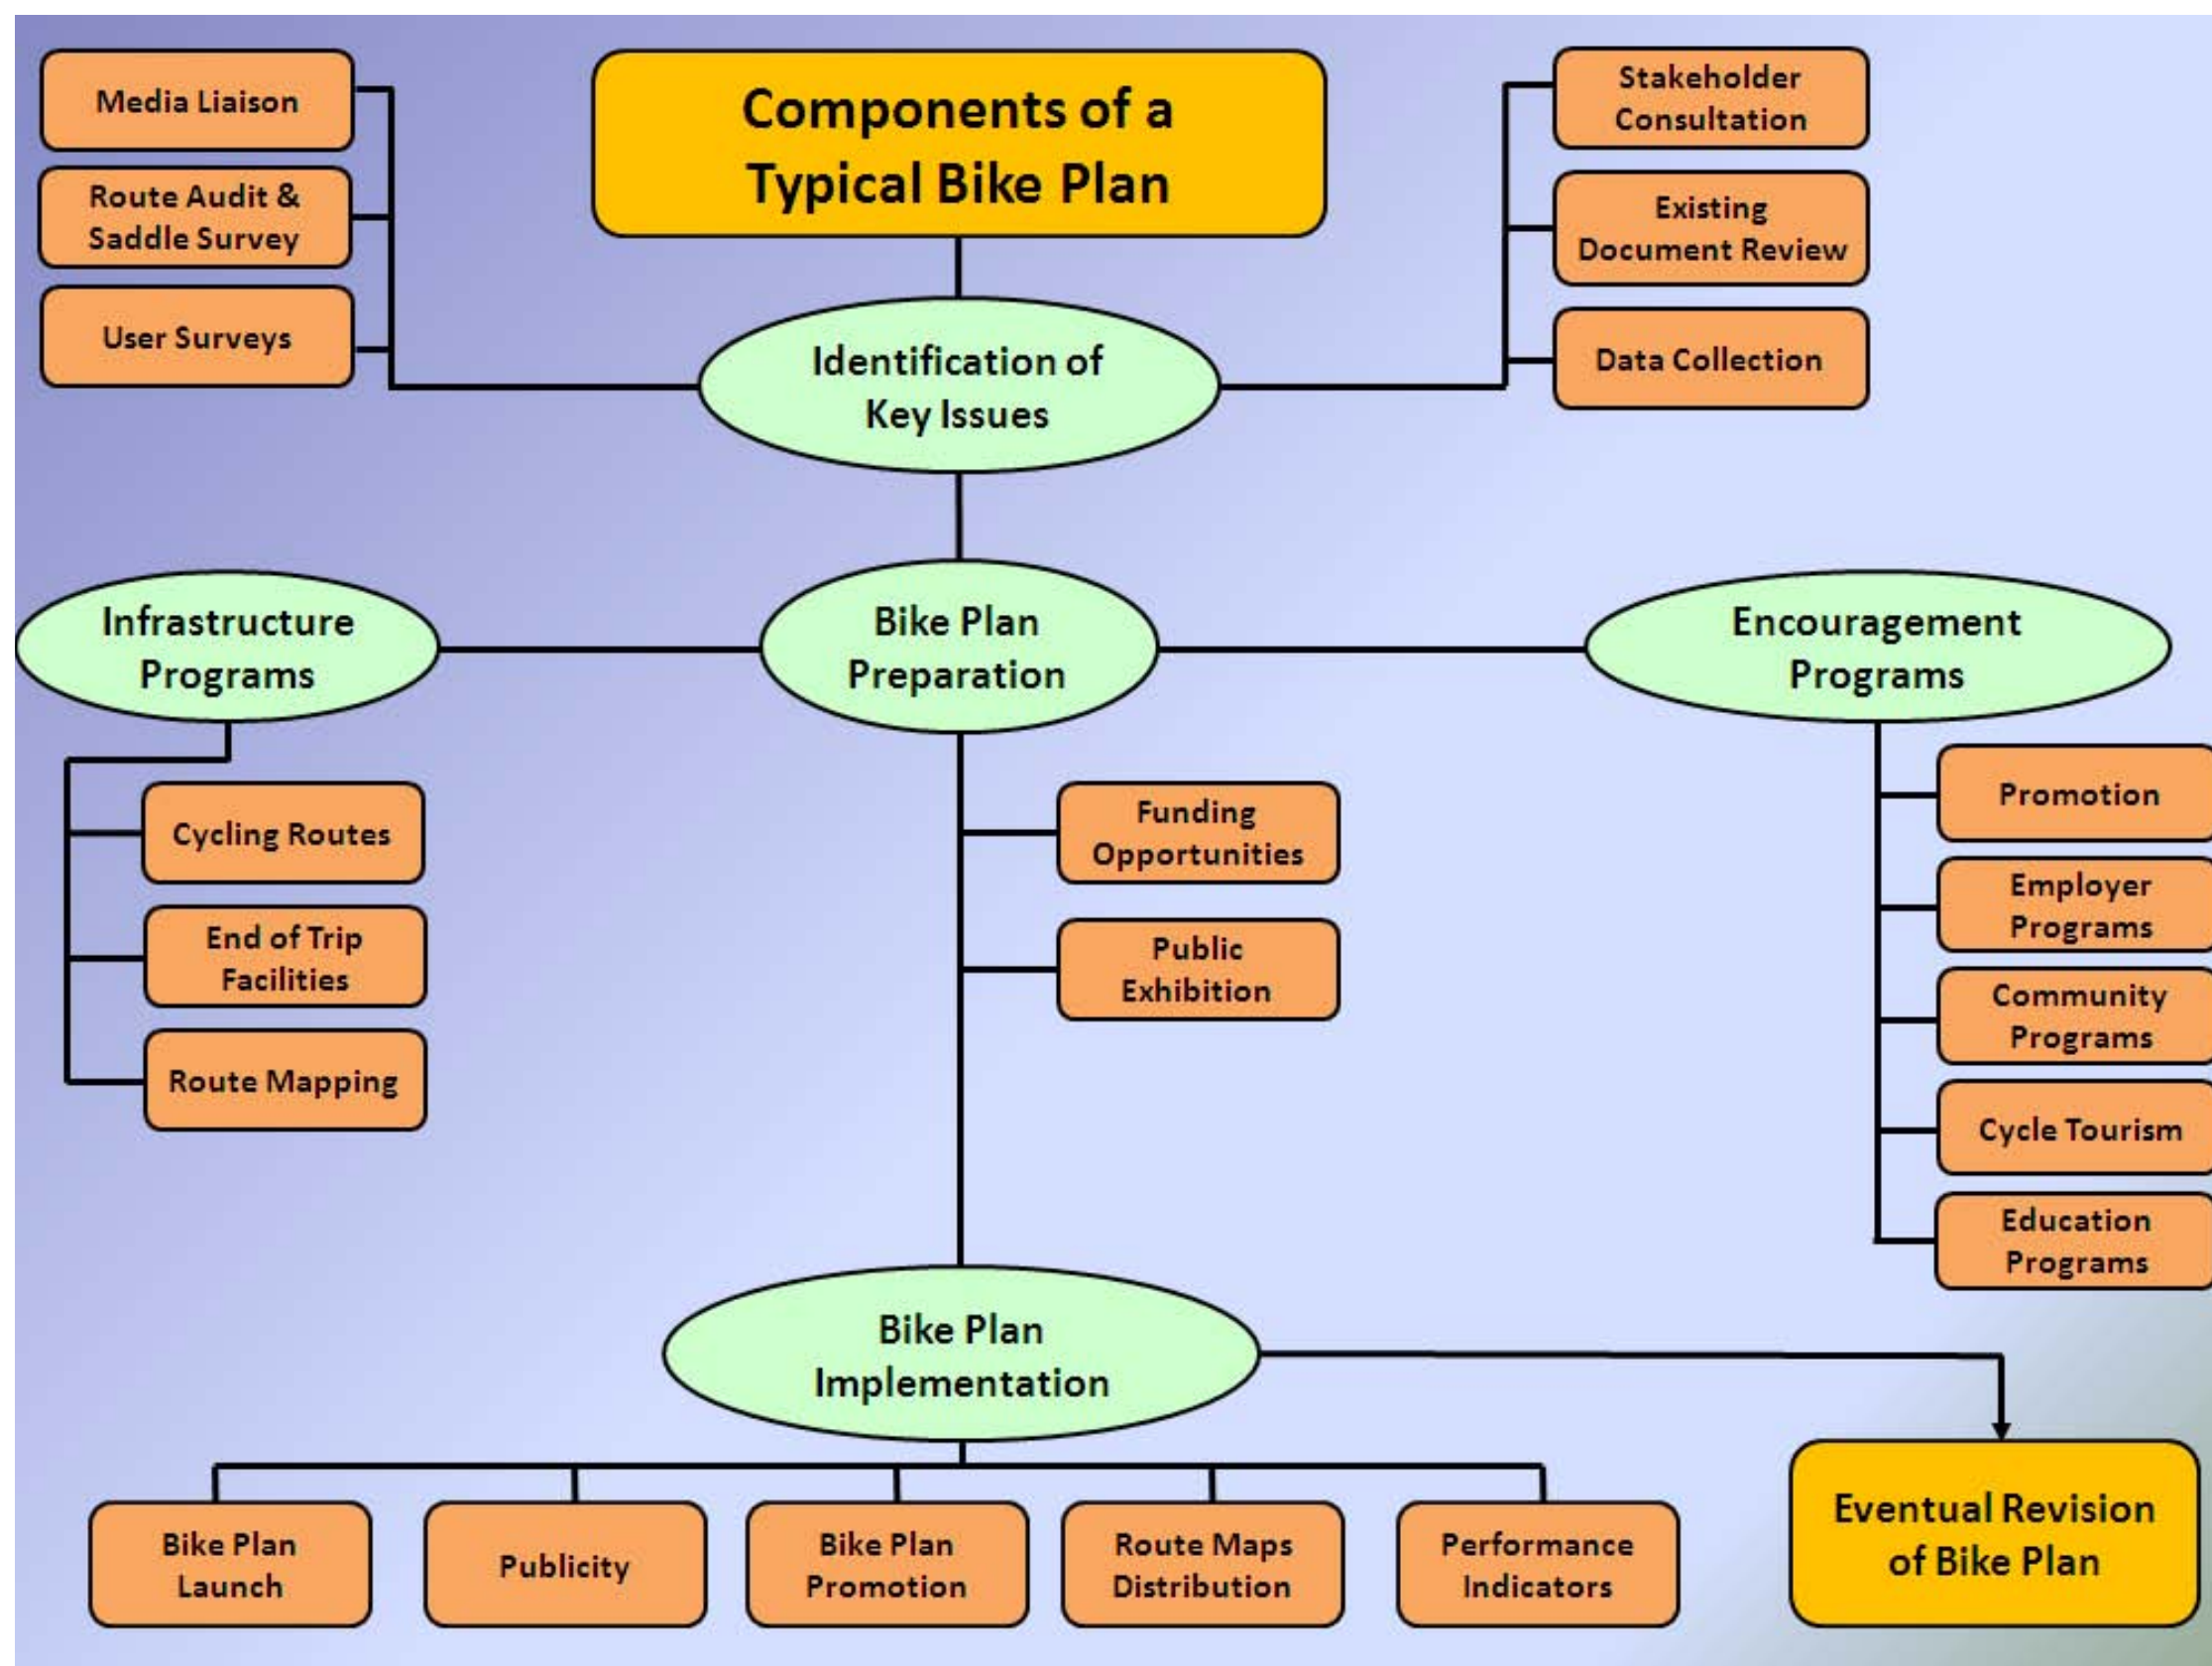 Components of a
Typical Bike Plan
Media Liaison
Route Audit &
Saddle Survey
User Surveys
Stakeholder
Consultation
Existing
Document Review
Data Collection
Identification of
Key Issues
Infrastructure
Programs
Bike Plan
Preparation
Encouragement
Programs
Cycling Routes
End of Trip
Facilities
Route Mapping
Funding
Opportunities
Public
Exhibition
Promotion
Employer
Programs
Community
Programs
Cycle Tourism
Education
Programs
Bike Plan
Implementation
Bike Plan
Launch
Publicity
Bike Plan
Promotion
Route Maps
Distribution
Performance
Indicators
Eventual Revision
of Bike Plan